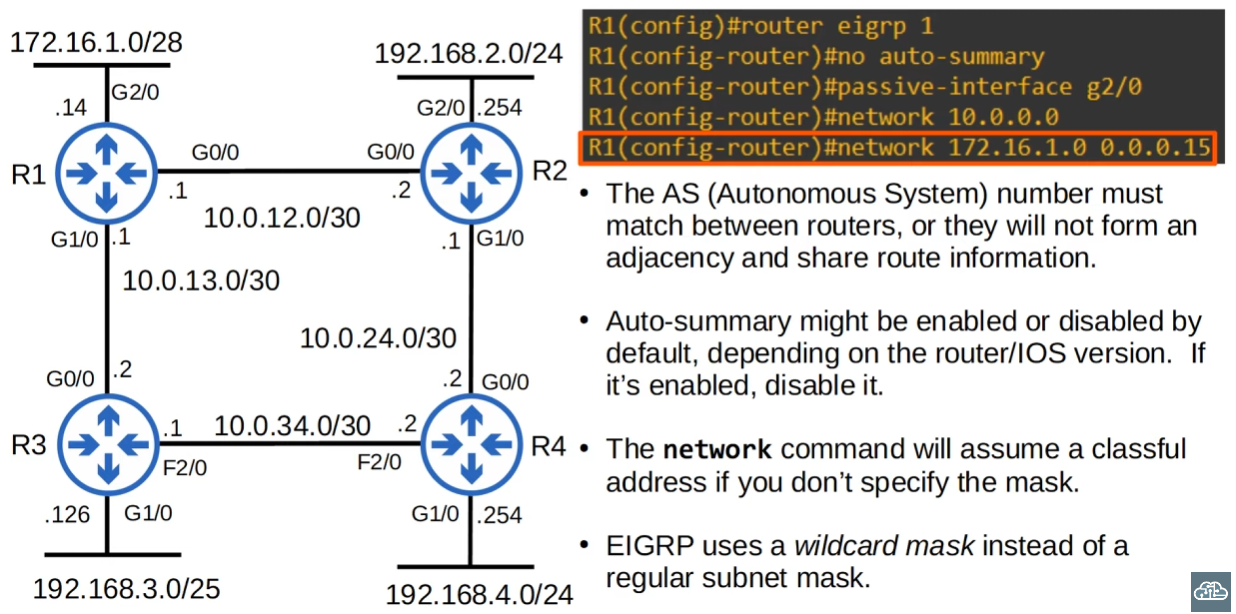 172.16.1.0/28
192.168.2.0/24
.14
G2/0
G2/0
.254
R1
G0/0
G0/0
R2
.1
.2
10.0.12.0/30
G1/0
.1
.1
G1/0
10.0.13.0/30
10.0.24.0/30
G0/0
.2
.2
G0/0
R3
.1
10.0.34.0/30
.2
R4
F2/0
F2/0
.126
G1/0
G1/0
.254
192.168.3.0/25
192.168.4.0/24
R1(config)#router eigrp 1
R1(config-router)#no auto-summary
R1(config-router)#passive-interface g2/0
R1(config-router)#network 10.0.0.0
R1(config-router)#network 172.16.1.0 0.0.0.15
• The AS (Autonomous System) number must
match between routers, or they will not form an
adjacency and share route information.
• Auto-summary might be enabled or disabled by
default, depending on the router/IOS version.  If
it’s enabled, disable it.
• The network command will assume a classful
address if you don’t specify the mask.
• EIGRP uses a wildcard mask instead of a
regular subnet mask.